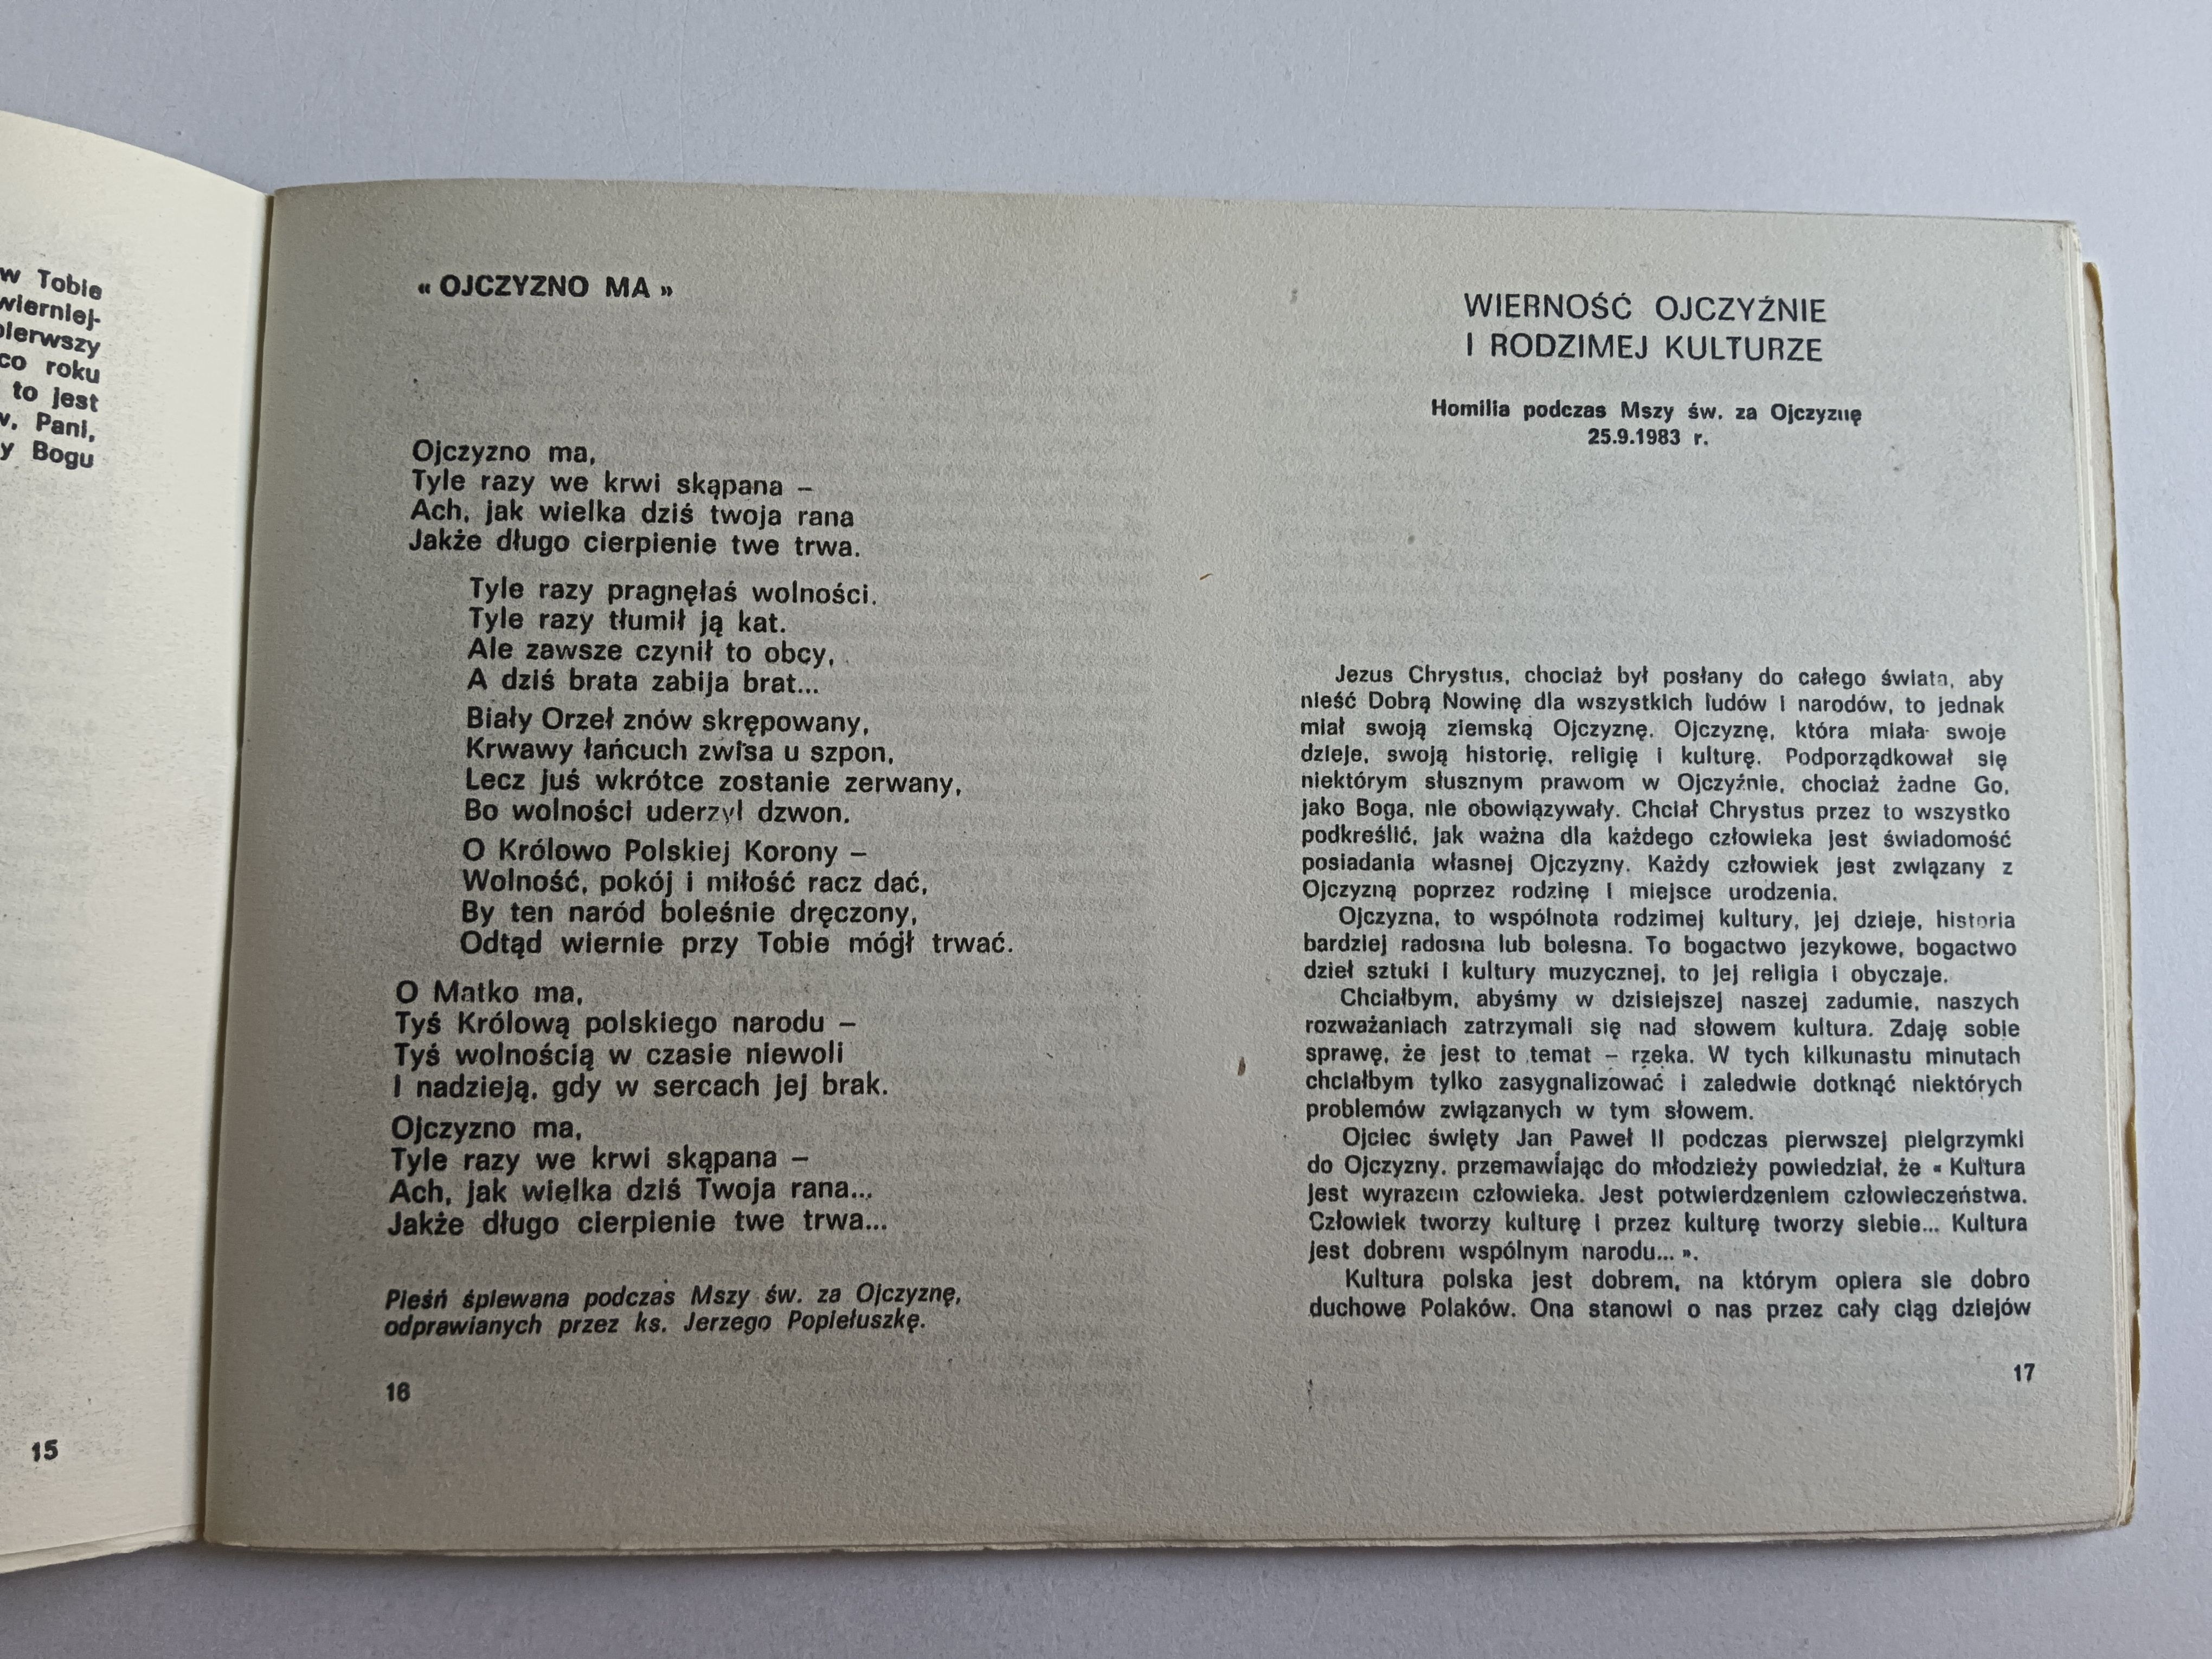 w Tobie
wierniej-
pierwszy
co roku
to jest
Pani,
y Bogu
15
« OJCZYZNO MA »
Ojczyzno ma,
Tyle razy we krwi skąpana –
Ach, jak wielka dziś twoja rana
Jakże długo cierpienie twe trwa.
Tyle razy pragnęłaś wolności.
Tyle razy tłumił ją kat.
Ale zawsze czynił to obcy,
A dziś brata zabija brat...
Biały Orzeł znów skrępowany,
Krwawy łańcuch zwisa u szpon,
Lecz juś wkrótce zostanie zerwany,
Bo wolności uderzył dzwon.
O Królowo Polskiej Korony –
Wolność, pokój i miłość racz dać,
By ten naród boleśnie dręczony,
Odtąd wiernie przy Tobie mógł trwać.
O Matko ma,
Tyś Królową polskiego narodu –
Tyś wolnością w czasie niewoli
I nadzieją, gdy w sercach jej brak.
Ojczyzno ma,
Tyle razy we krwi skąpana –
Ach, jak wielka dziś Twoja rana...
Jakże długo cierpienie twe trwa...
Pieśń śpiewana podczas Mszy św. za Ojczyznę,
odprawianych przez ks. Jerzego Popiełuszkę.
16
WIERNOŚĆ OJCZYŹNIE
I RODZIMEJ KULTURZE
Homilia podczas Mszy św. za Ojczyznę
25.9.1983 r.
Jezus Chrystus, chociaż był posłany do całego świata, aby
nieść Dobrą Nowinę dla wszystkich ludów i narodów, to jednak
miał swoją ziemską Ojczyznę. Ojczyznę, która miała swoje
dzieje, swoją historię, religię i kulturę. Podporządkował się
niektórym słusznym prawom w Ojczyźnie, chociaż żadne Go,
jako Boga, nie obowiązywały. Chciał Chrystus przez to wszystko
podkreślić, jak ważna dla każdego człowieka jest świadomość
posiadania własnej Ojczyzny. Każdy człowiek jest związany z
Ojczyzną poprzez rodzinę i miejsce urodzenia.
Ojczyzna, to wspólnota rodzimej kultury, jej dzieje, historia
bardziej radosna lub bolesna. To bogactwo jezykowe, bogactwo
dzieł sztuki i kultury muzycznej, to jej religia i obyczaje.
Chciałbym, abyśmy w dzisiejszej naszej zadumie, naszych
rozważaniach zatrzymali się nad słowem kultura. Zdaję sobie
sprawę, że jest to temat – rzeka. W tych kilkunastu minutach
chciałbym tylko zasygnalizować i zaledwie dotknąć niektórych
problemów związanych w tym słowem.
Ojciec święty Jan Paweł II podczas pierwszej pielgrzymki
do Ojczyzny, przemawiając do młodzieży powiedział, że « Kultura
jest wyrazem człowieka. Jest potwierdzeniem człowieczeństwa.
Człowiek tworzy kulturę i przez kulturę tworzy siebie... Kultura
jest dobrem wspólnym narodu... ».
Kultura polska jest dobrem, na którym opiera sie dobro
duchowe Polaków. Ona stanowi o nas przez cały ciąg dziejów
17